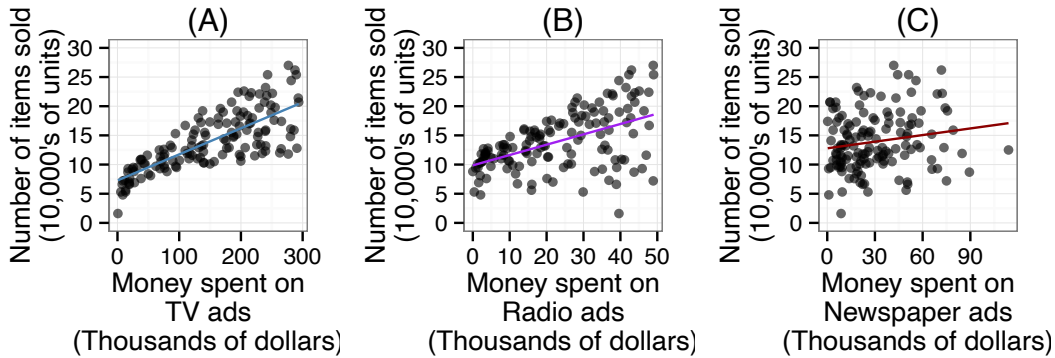 (A)
Number of items sold
(10,000's of units)
30
25
20
15
10
5
0
0 100 200 300
Money spent on
TV ads
(Thousands of dollars)
(B)
Number of items sold
(10,000's of units)
30
25
20
15
10
5
0
0 10 20 30 40 50
Money spent on
Radio ads
(Thousands of dollars)
(C)
Number of items sold
(10,000's of units)
30
25
20
15
10
5
0
0 30 60 90
Money spent on
Newspaper ads
(Thousands of dollars)